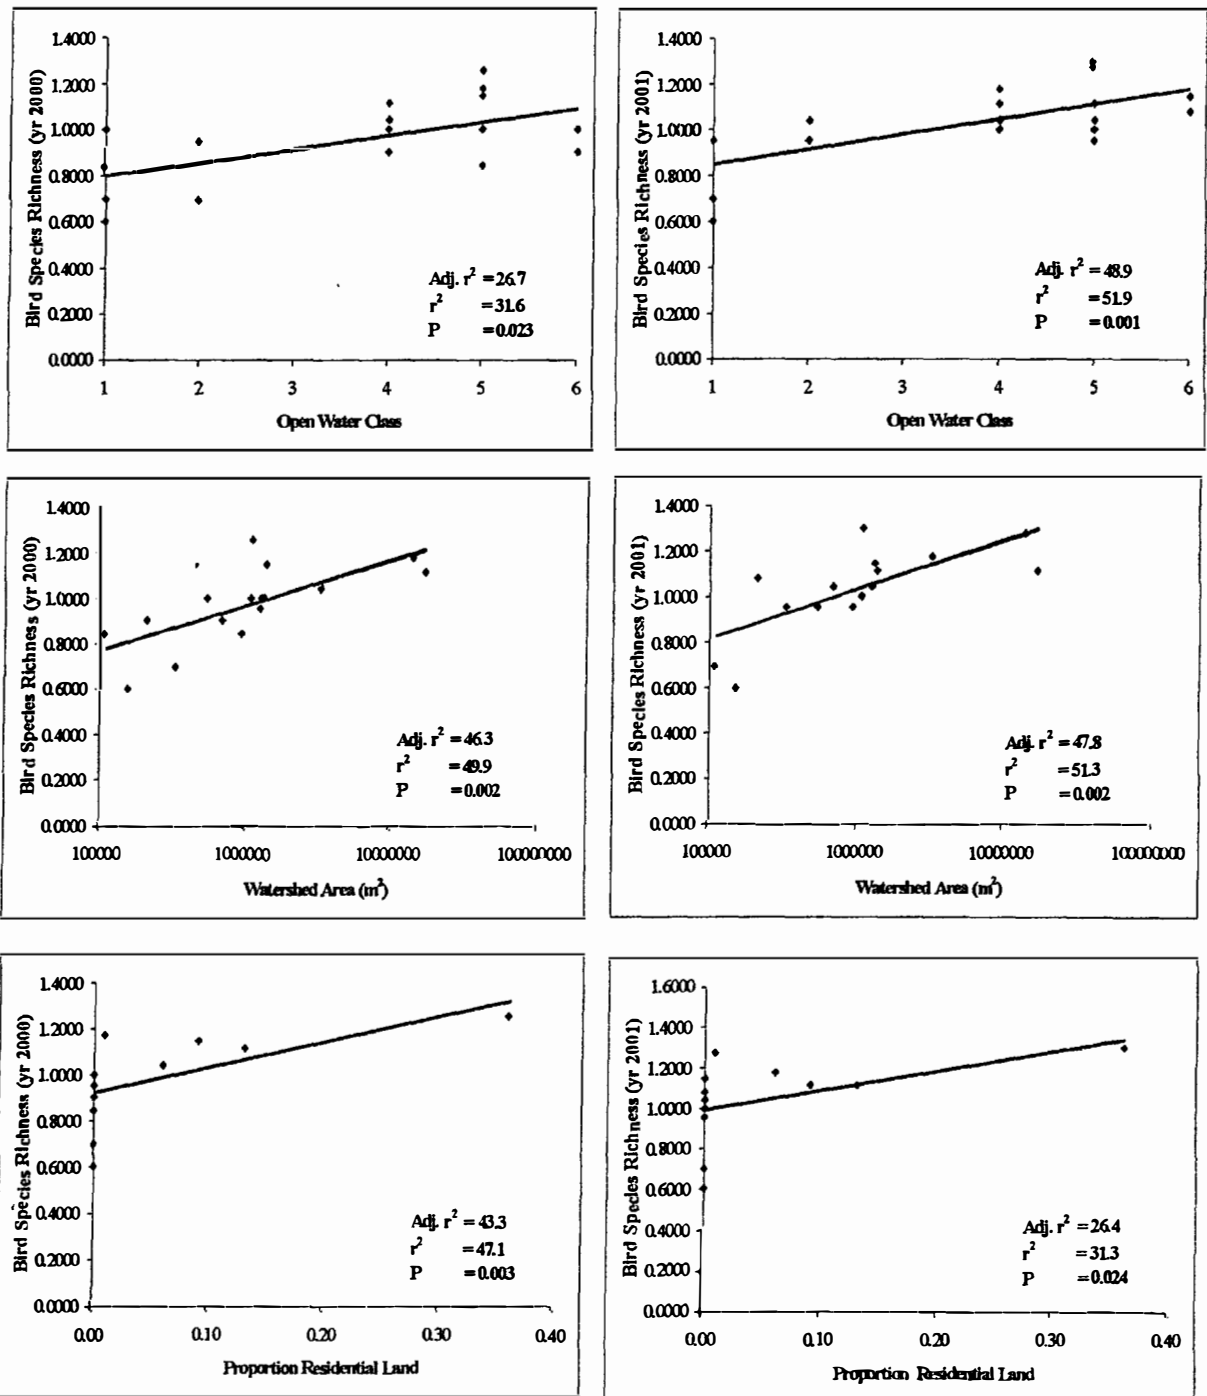 Bird Species Richness (yr 2000)
1.4000
1.2000
1.0000
0.8000
0.6000
0.4000
0.2000
0.0000
Adj. r² =26.7
r² =31.6
P =0.023
1 2 3 4 5 6
Open Water Class
Bird Species Richness (yr 2001)
1.4000
1.2000
1.0000
0.8000
0.6000
0.4000
0.2000
0.0000
Adj. r² =48.9
r² =51.9
P =0.001
1 2 3 4 5 6
Open Water Class
Bird Species Richness (yr 2000)
1.4000
1.2000
1.0000
0.8000
0.6000
0.4000
0.2000
0.0000
Adj. r² =46.3
r² =49.9
P =0.002
100000 1000000 10000000 100000000
Watershed Area (m²)
Bird Species Richness (yr 2001)
1.4000
1.2000
1.0000
0.8000
0.6000
0.4000
0.2000
0.0000
Adj. r² =47.8
r² =51.3
P =0.002
100000 1000000 10000000 100000000
Watershed Area (m²)
Bird Species Richness (yr 2000)
1.4000
1.2000
1.0000
0.8000
0.6000
0.4000
0.2000
0.0000
Adj. r² =43.3
r² =47.1
P =0.003
0.00 0.10 0.20 0.30 0.40
Proportion Residential Land
Bird Species Richness (yr 2001)
1.6000
1.4000
1.2000
1.0000
0.8000
0.6000
0.4000
0.2000
0.0000
Adj. r² =26.4
r² =31.3
P =0.024
0.00 0.10 0.20 0.30 0.40
Proportion Residential Land